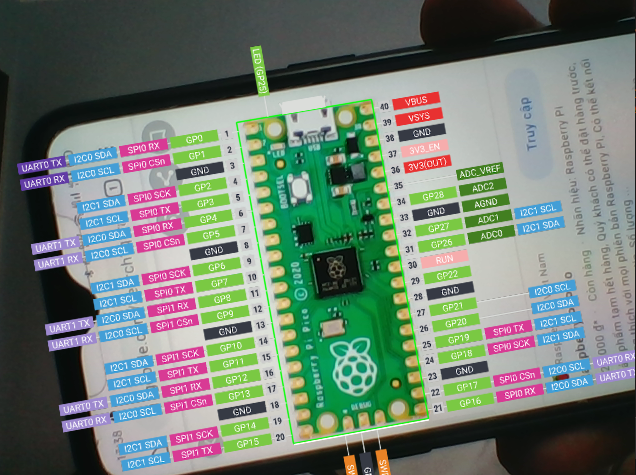 LED (GP25)
UART0 TX I2C0 SDA SPI0 RX GP0 1
UART0 RX I2C0 SCL SPI0 CSn GP1 2
GND 3
I2C1 SDA SPI0 SCK GP2 4
I2C1 SCL SPI0 TX GP3 5
UART1 TX I2C0 SDA SPI0 RX GP4 6
UART1 RX I2C0 SCL SPI0 CSn GP5 7
GND 8
I2C1 SDA SPI0 SCK GP6 9
I2C1 SCL SPI0 TX GP7 10
UART1 TX I2C0 SDA SPI1 RX GP8 11
UART1 RX I2C0 SCL SPI1 CSn GP9 12
GND 13
I2C1 SDA SPI1 SCK GP10 14
I2C1 SCL SPI1 TX GP11 15
UART0 TX I2C0 SDA SPI1 RX GP12 16
UART0 RX I2C0 SCL SPI1 CSn GP13 17
GND 18
I2C1 SDA SPI1 SCK GP14 19
I2C1 SCL SPI1 TX GP15 20
40 VBUS
39 VSYS
38 GND
37 3V3_EN
36 3V3(OUT)
35 ADC_VREF
34 GP28 ADC2
33 GND AGND
32 GP27 ADC1 I2C1 SCL
31 GP26 ADC0 I2C1 SDA
30 RUN
29 GP22
28 GND
27 GP21 I2C0 SCL
26 GP20 I2C0 SDA
25 GP19 SPI0 TX I2C1 SCL
24 GP18 SPI0 SCK I2C1 SDA
23 GND
22 GP17 SPI0 CSn I2C0 SCL UART0 RX
21 GP16 SPI0 RX I2C0 SDA UART0 TX
BOOTSEL
Raspberry Pi Pico © 2020
DEBUG
Truy cập
Nhãn hiệu: Raspberry Pi
Còn hàng